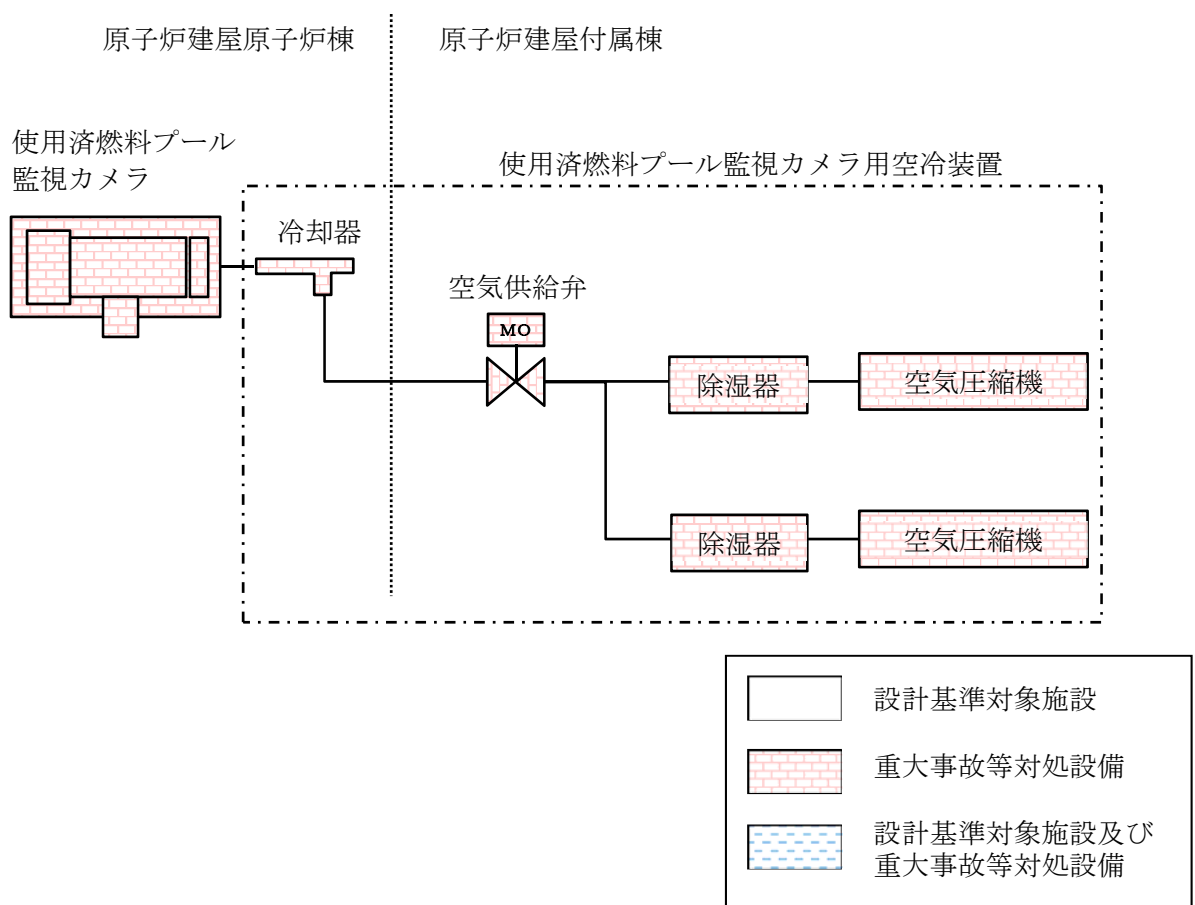 原子炉建屋原子炉棟
原子炉建屋付属棟
使用済燃料プール
監視カメラ
使用済燃料プール監視カメラ用空冷装置
冷却器
空気供給弁
MO
除湿器
空気圧縮機
除湿器
空気圧縮機
設計基準対象施設
重大事故等対処設備
設計基準対象施設及び
重大事故等対処設備